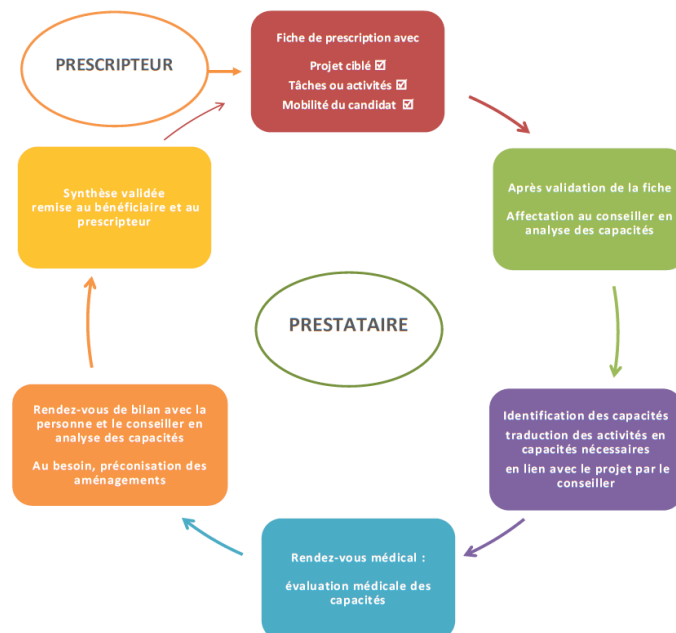 PRESCRIPTEUR
Fiche de prescription avec
Projet ciblé ☑
Tâches ou activités ☑
Mobilité du candidat ☑
Après validation de la fiche
Affectation au conseiller en
analyse des capacités
Identification des capacités
traduction des activités en
capacités nécessaires
en lien avec le projet par le
conseiller
Rendez-vous médical :
évaluation médicale des
capacités
Rendez-vous de bilan avec la
personne et le conseiller en
analyse des capacités
Au besoin, préconisation des
aménagements
Synthèse validée
remise au bénéficiaire et au
prescripteur
PRESTATAIRE